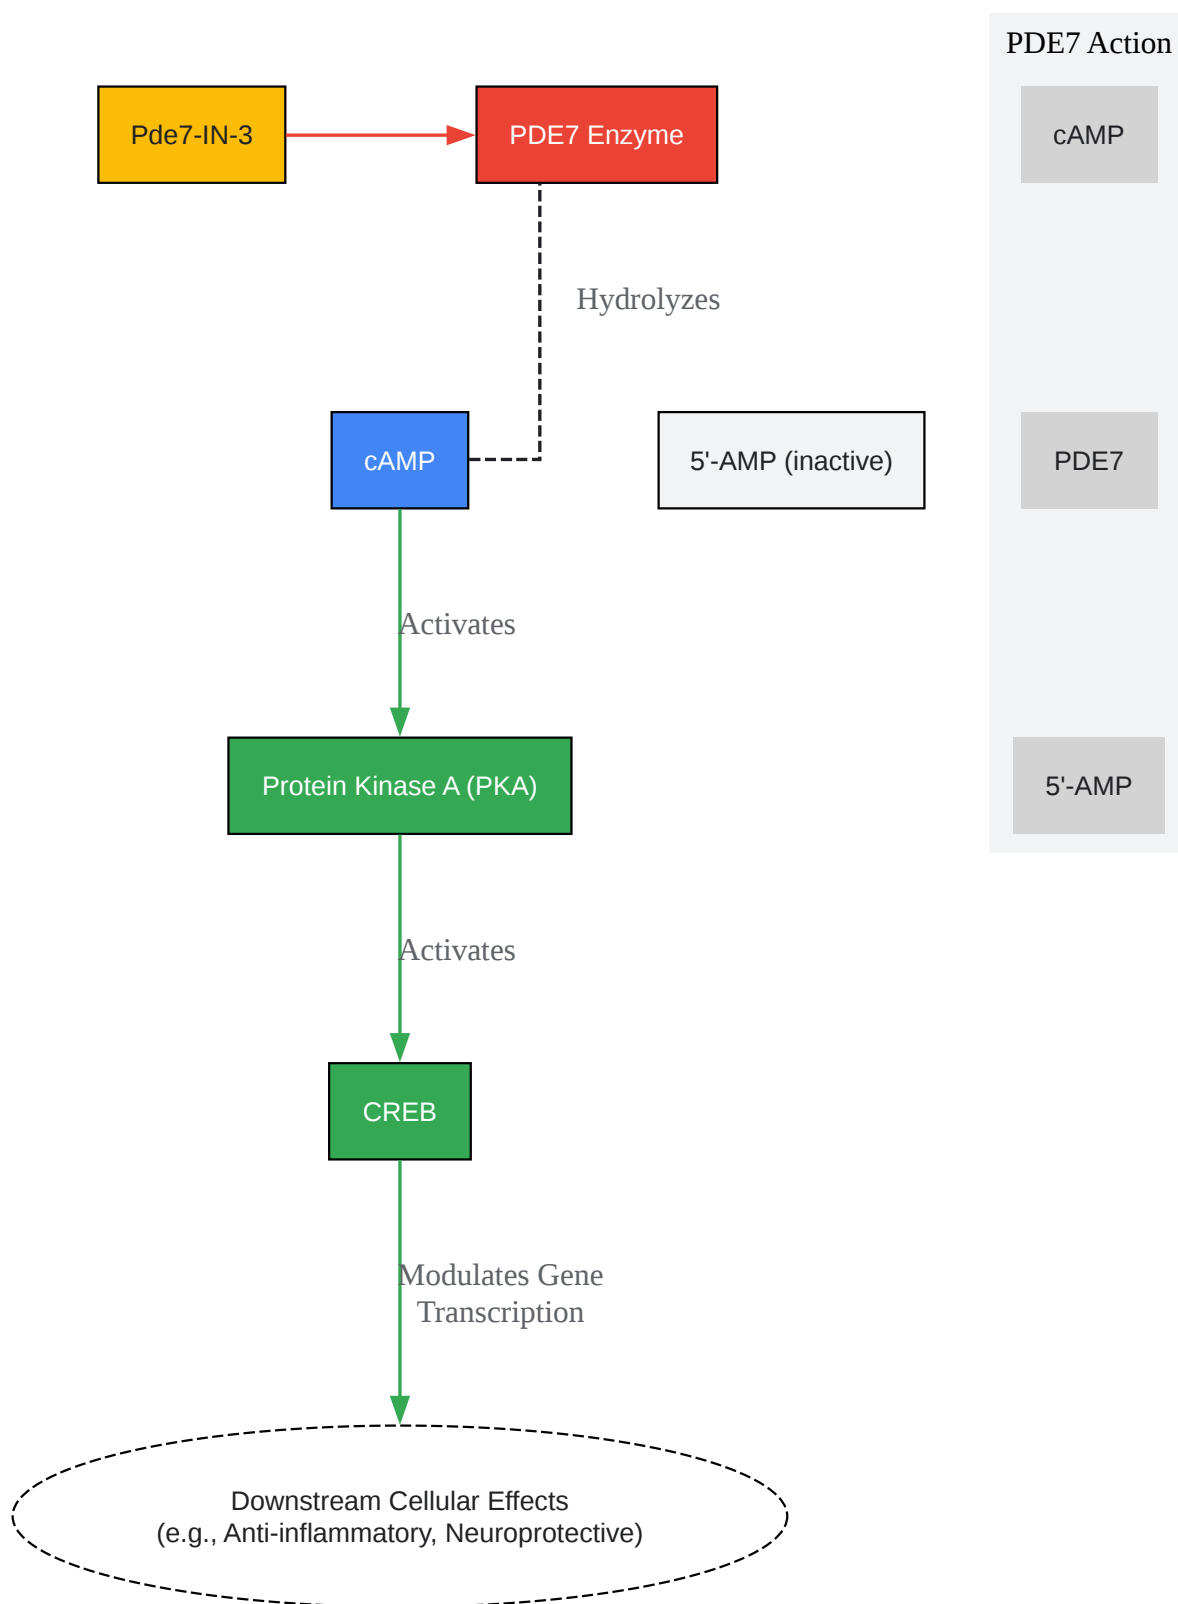 PDE7 Action
Pde7-IN-3
PDE7 Enzyme
cAMP
Hydrolyzes
cAMP
5'-AMP (inactive)
PDE7
Activates
Protein Kinase A (PKA)
5'-AMP
Activates
CREB
Modulates Gene
Transcription
Downstream Cellular Effects
(e.g., Anti-inflammatory, Neuroprotective)